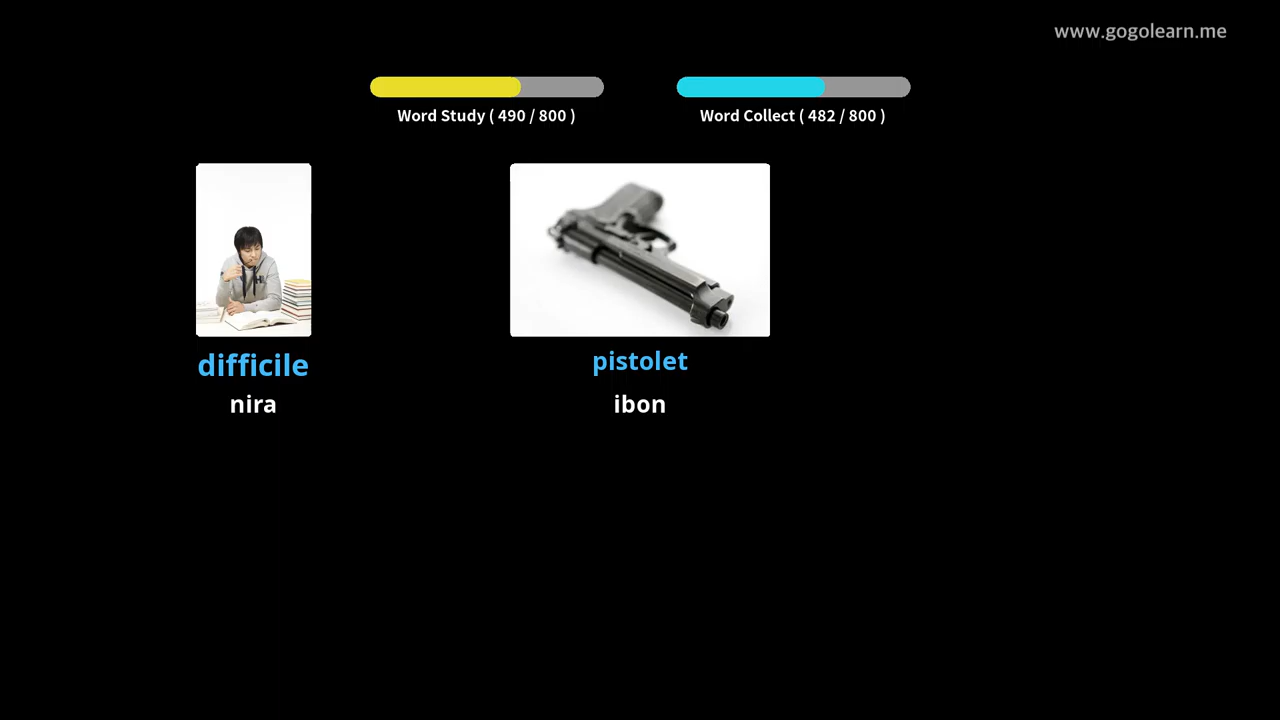 www.gogolearn.me
Word Study ( 490 / 800 )
Word Collect ( 482 / 800 )
difficile
nira
pistolet
ibon